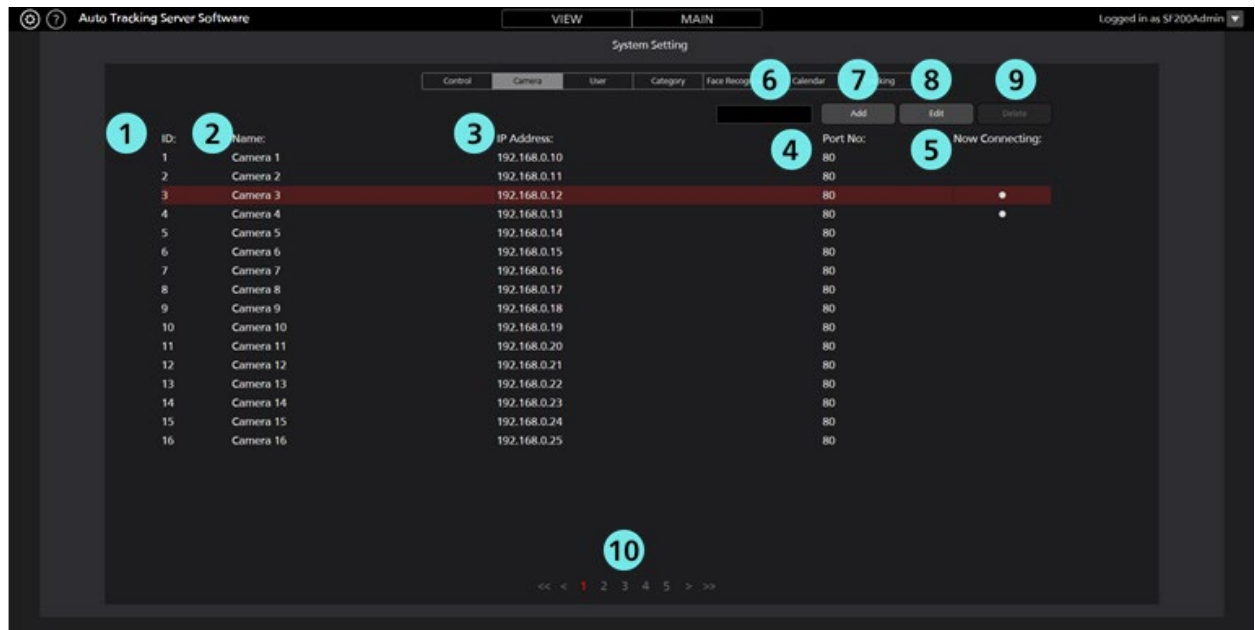 Auto Tracking Server Software VIEW MAIN Logged in as SF200Admin
System Setting
Control Camera User Category Face Recog 6 Calendar 7 king 8 9
Add Edit Delete
1 ID: 2 Name: 3 IP Address: 4 Port No: 5 Now Connecting:
1 Camera 1 192.168.0.10 80
2 Camera 2 192.168.0.11 80
3 Camera 3 192.168.0.12 80
4 Camera 4 192.168.0.13 80
5 Camera 5 192.168.0.14 80
6 Camera 6 192.168.0.15 80
7 Camera 7 192.168.0.16 80
8 Camera 8 192.168.0.17 80
9 Camera 9 192.168.0.18 80
10 Camera 10 192.168.0.19 80
11 Camera 11 192.168.0.20 80
12 Camera 12 192.168.0.21 80
13 Camera 13 192.168.0.22 80
14 Camera 14 192.168.0.23 80
15 Camera 15 192.168.0.24 80
16 Camera 16 192.168.0.25 80
10
<< < 1 2 3 4 5 > >>